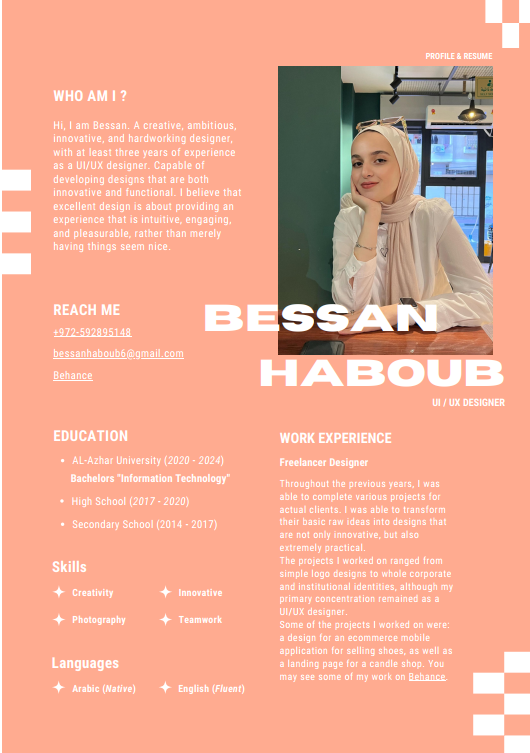 PROFILE & RESUME
WHO AM I ?
Hi, I am Bessan. A creative, ambitious,
innovative, and hardworking designer,
with at least three years of experience
as a UI/UX designer. Capable of
developing designs that are both
innovative and functional. I believe that
excellent design is about providing an
experience that is intuitive, engaging,
and pleasurable, rather than merely
having things seem nice.
REACH ME
+972-592895148
bessanhaboub6@gmail.com
Behance
BESSAN
HABOUB
UI / UX DESIGNER
EDUCATION
AL-Azhar University (2020 - 2024)
Bachelors "Information Technology"
High School (2017 - 2020)
Secondary School (2014 - 2017)
Skills
Creativity
Innovative
Photography
Teamwork
Languages
Arabic (Native)
English (Fluent)
WORK EXPERIENCE
Freelancer Designer
Throughout the previous years, I was
able to complete various projects for
actual clients. I was able to transform
their basic raw ideas into designs that
are not only innovative, but also
extremely practical.
The projects I worked on ranged from
simple logo designs to whole corporate
and institutional identities, although my
primary concentration remained as a
UI/UX designer.
Some of the projects I worked on were:
a design for an ecommerce mobile
application for selling shoes, as well as
a landing page for a candle shop. You
may see some of my work on Behance